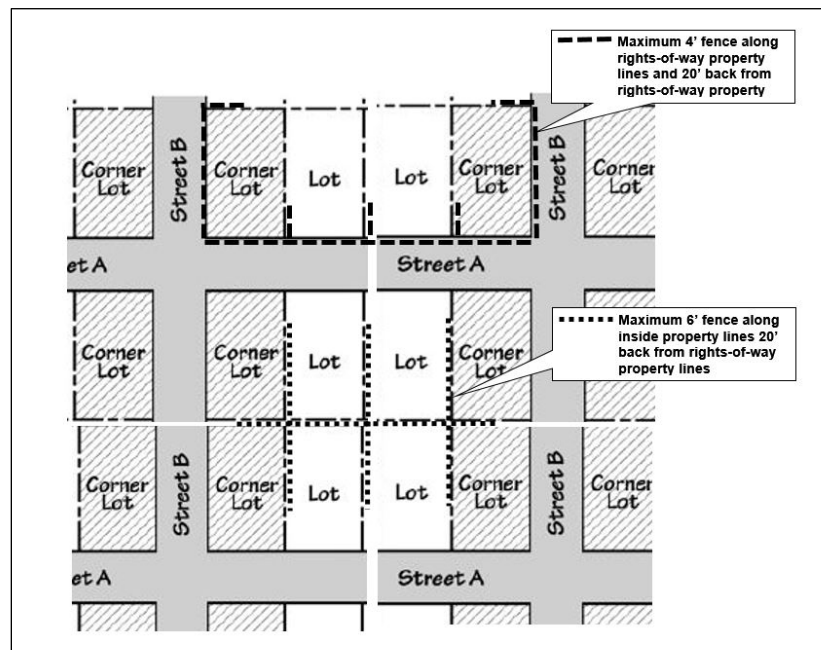 Maximum 4' fence along
rights-of-way property
lines and 20' back from
rights-of-way property
Street B
Street B
Corner
Lot
Corner
Lot
Lot
Lot
Corner
Lot
Corner
Lot
et A
Street A
Maximum 6' fence along
inside property lines 20'
back from rights-of-way
property lines
Corner
Lot
Corner
Lot
Lot
Lot
Corner
Lot
Corner
Lot
Street B
Street B
Corner
Lot
Corner
Lot
Lot
Lot
Corner
Lot
Corner
Lot
et A
Street A